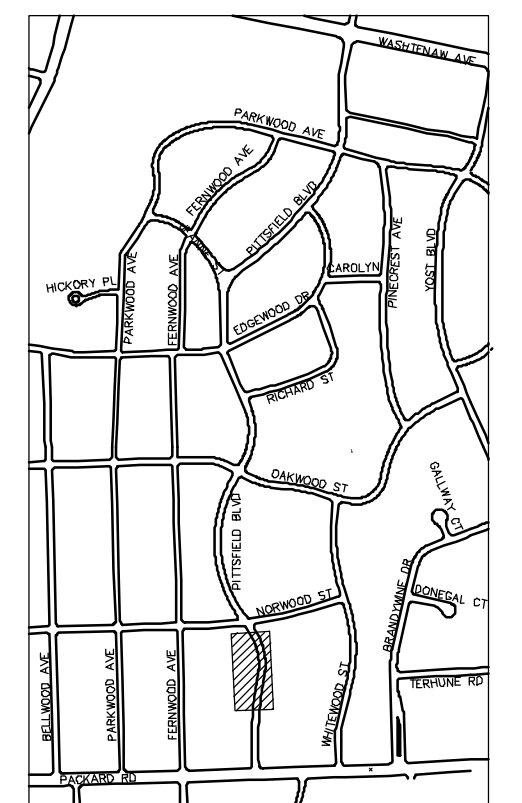 WASHTENAW AVE
PARKWOOD AVE
FERNWOOD AVE
PITTSFIELD BLVD
PINECREST AVE
YOST BLVD
CAROLYN
HICKORY PL
PARKWOOD AVE
FERNWOOD AVE
EDGEWOOD DR
RICHARD ST
OAKWOOD ST
GALLWAY CT
PITTSFIELD BLVD
NORWOOD ST
BRANDYWINE DR
DONEGAL CT
BELLWOOD AVE
PARKWOOD AVE
FERNWOOD AVE
WHITEWOOD ST
TERHUNE RD
PACKARD RD